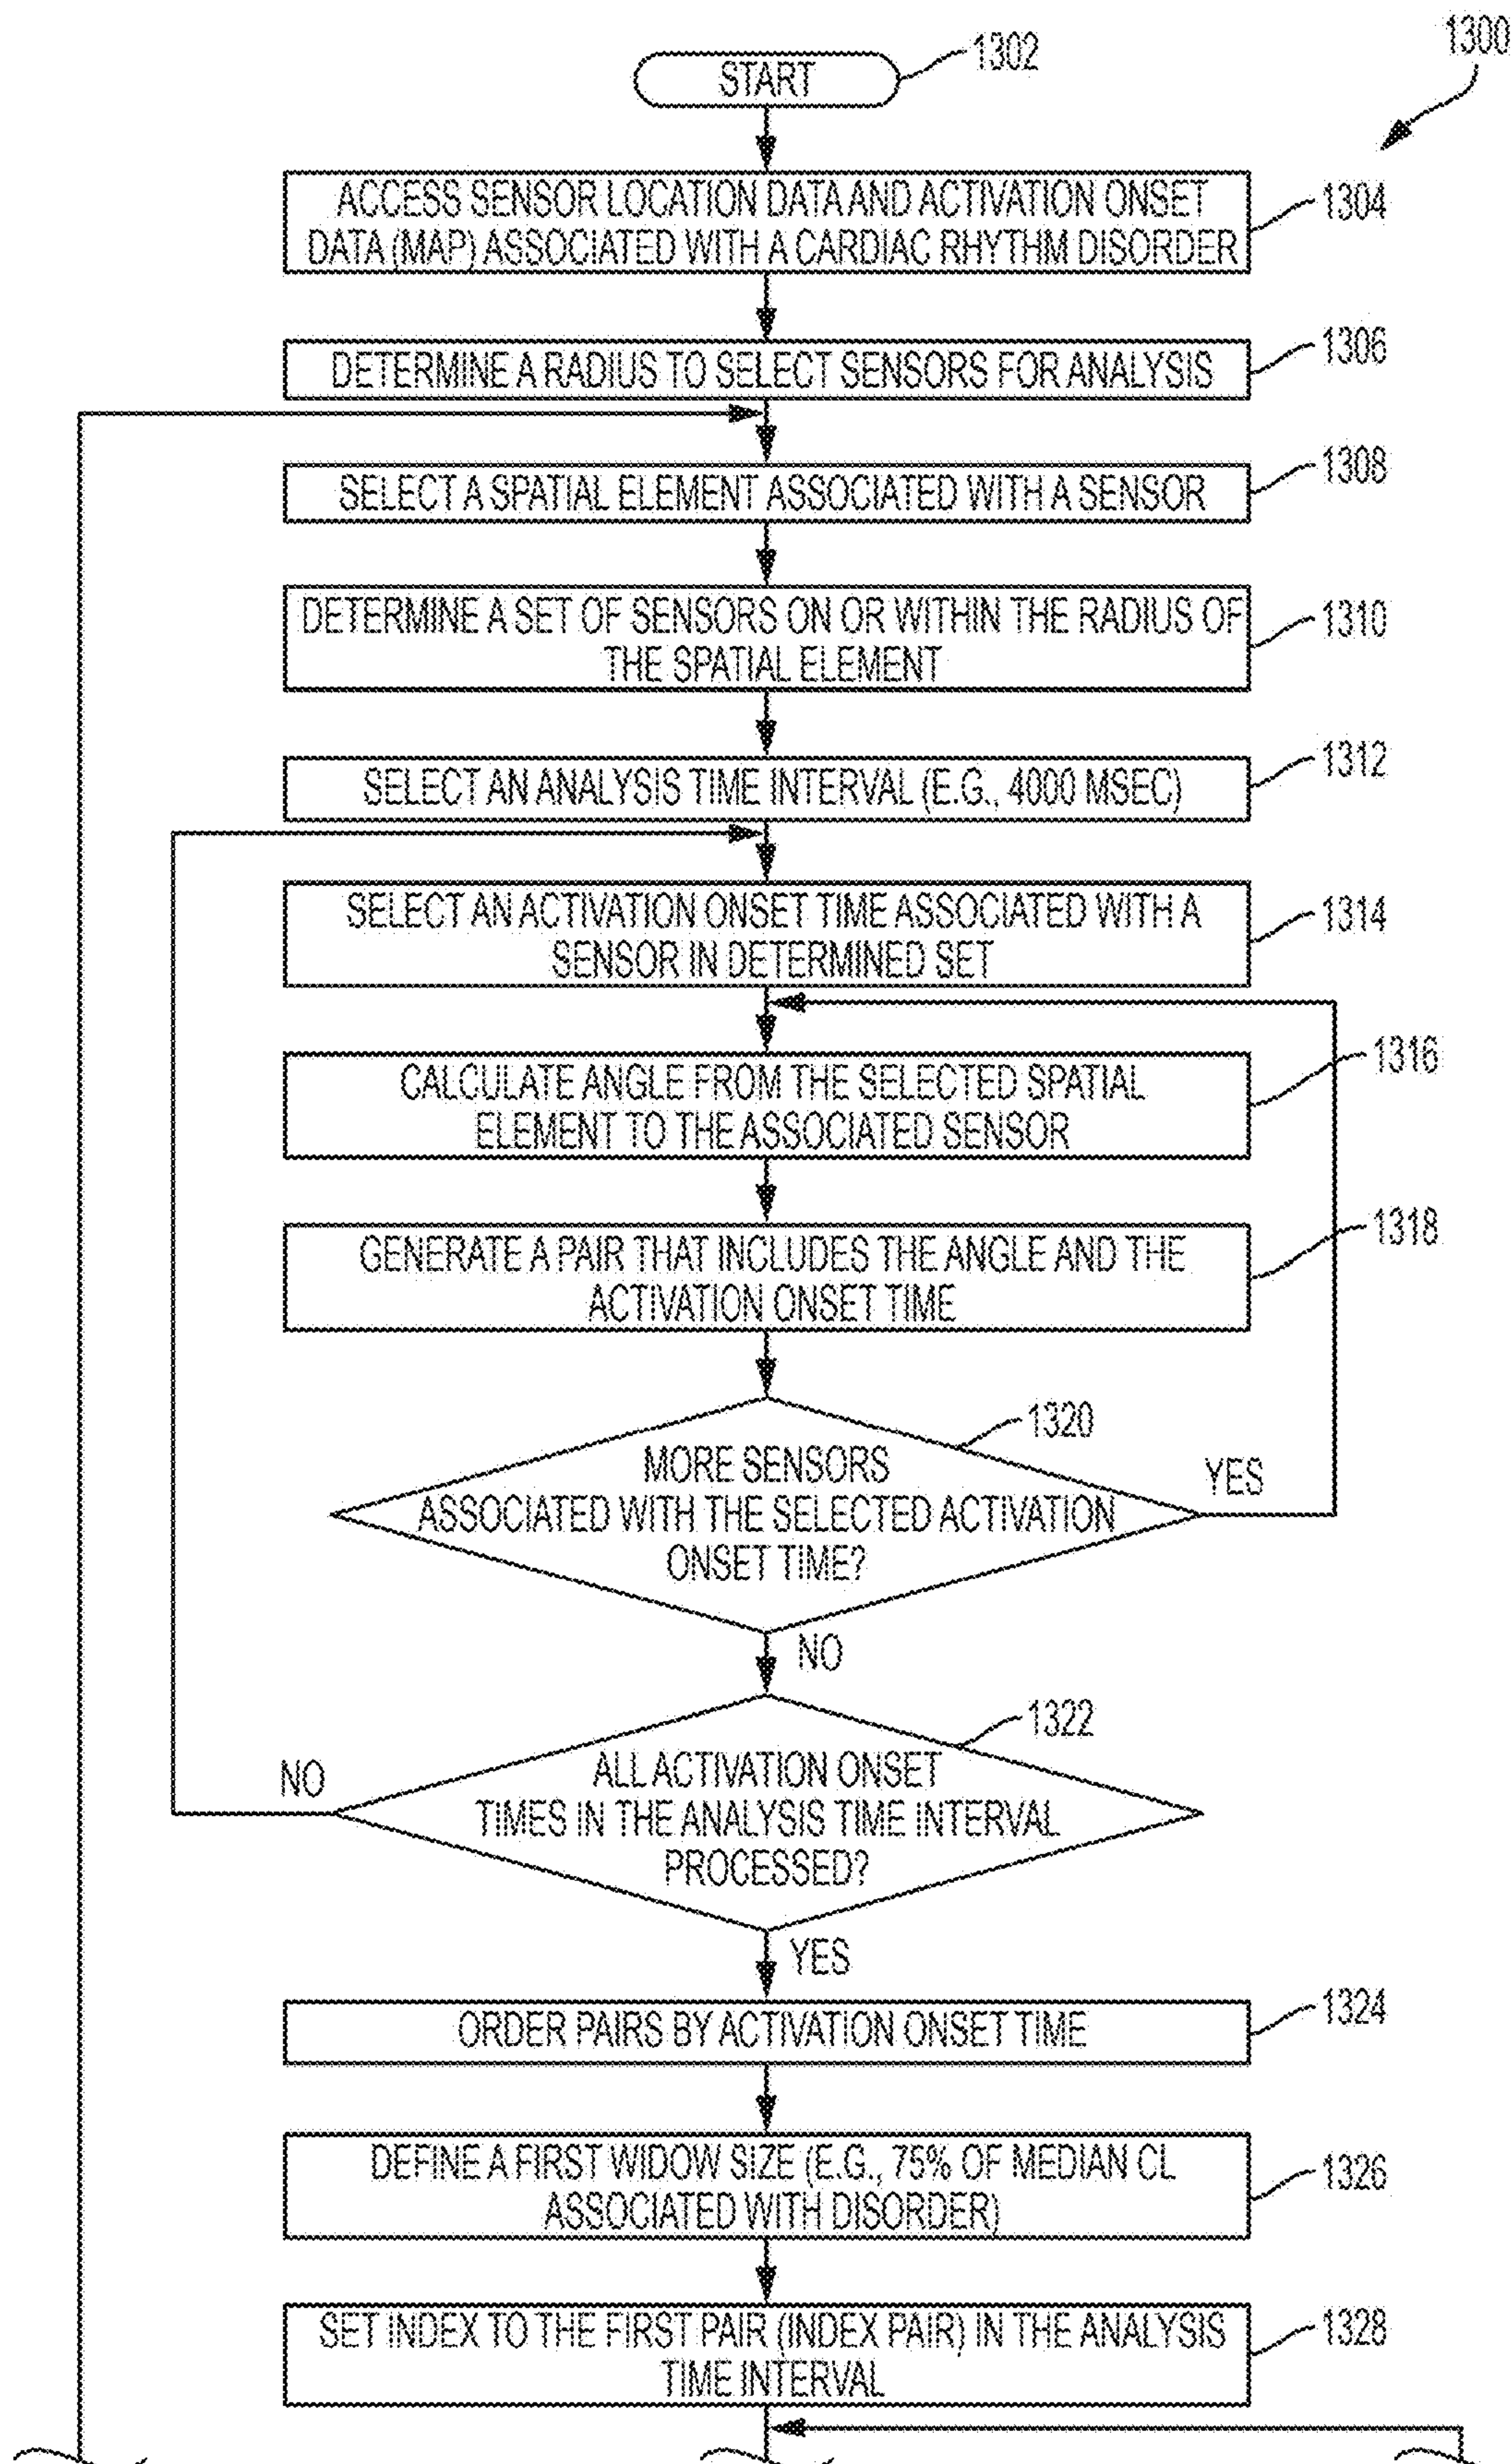 1300
START
1302
ACCESS SENSOR LOCATION DATA AND ACTIVATION ONSET
DATA (MAP) ASSOCIATED WITH A CARDIAC RHYTHM DISORDER
1304
DETERMINE A RADIUS TO SELECT SENSORS FOR ANALYSIS
1306
SELECT A SPATIAL ELEMENT ASSOCIATED WITH A SENSOR
1308
DETERMINE A SET OF SENSORS ON OR WITHIN THE RADIUS OF
THE SPATIAL ELEMENT
1310
SELECT AN ANALYSIS TIME INTERVAL (E.G., 4000 MSEC)
1312
SELECT AN ACTIVATION ONSET TIME ASSOCIATED WITH A
SENSOR IN DETERMINED SET
1314
CALCULATE ANGLE FROM THE SELECTED SPATIAL
ELEMENT TO THE ASSOCIATED SENSOR
1316
GENERATE A PAIR THAT INCLUDES THE ANGLE AND THE
ACTIVATION ONSET TIME
1318
MORE SENSORS
ASSOCIATED WITH THE SELECTED ACTIVATION
ONSET TIME?
1320
YES
NO
ALL ACTIVATION ONSET
TIMES IN THE ANALYSIS TIME INTERVAL
PROCESSED?
1322
NO
YES
ORDER PAIRS BY ACTIVATION ONSET TIME
1324
DEFINE A FIRST WIDOW SIZE (E.G., 75% OF MEDIAN CL
ASSOCIATED WITH DISORDER)
1326
SET INDEX TO THE FIRST PAIR (INDEX PAIR) IN THE ANALYSIS
TIME INTERVAL
1328